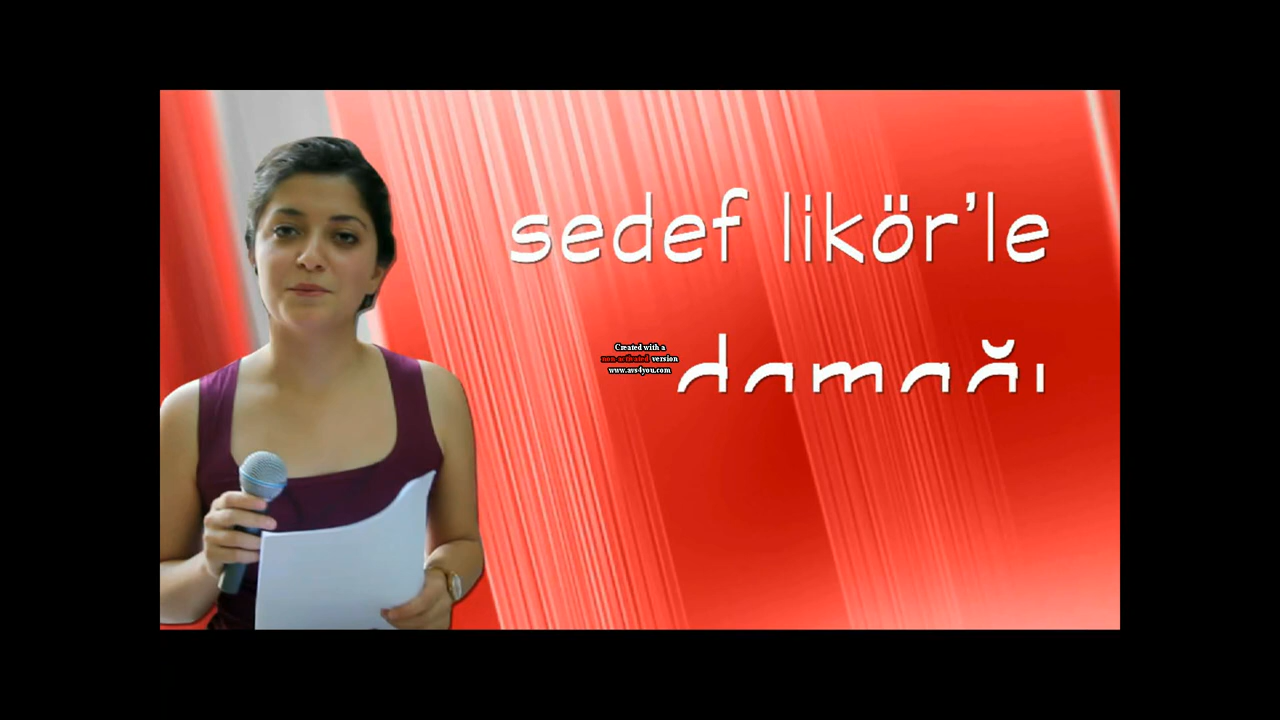 sedef likör'le
damağı
Created with a
non-activated version
www.avs4you.com